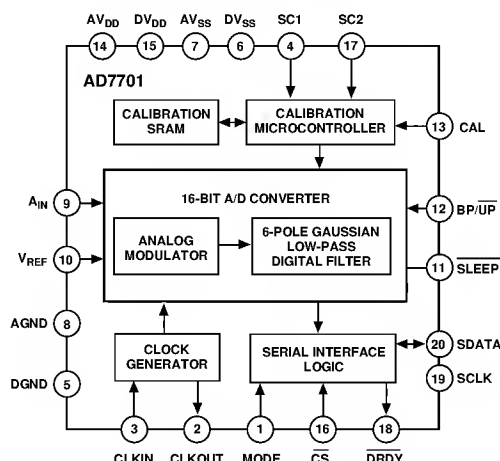 AVDD DVDD AVSS DVSS SC1 SC2
14 15 7 6 4 17
AD7701
CALIBRATION
SRAM
CALIBRATION
MICROCONTROLLER
13 CAL
16-BIT A/D CONVERTER
AIN 9
12 BP/UP
ANALOG
MODULATOR
6-POLE GAUSSIAN
LOW-PASS
DIGITAL FILTER
VREF 10
11 SLEEP
AGND 8
CLOCK
GENERATOR
SERIAL INTERFACE
LOGIC
20 SDATA
19 SCLK
DGND 5
3 2 1 16 18
CLKIN CLKOUT MODE CS DRDY